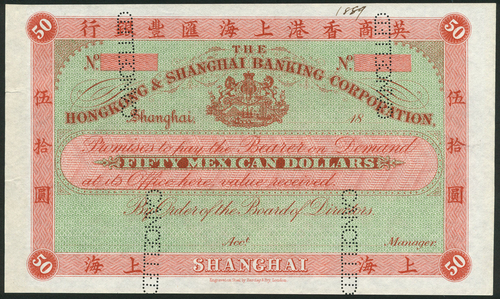 1889
英商香港上海匯豐銀行
50
50
THE
HONGKONG & SHANGHAI BANKING CORPORATION.
No
No
Shanghai,
18
伍拾圓
伍拾圓
Promises to pay the Bearer on Demand
FIFTY MEXICAN DOLLARS
at its Office here, value received.
By Order of the Board of Directors.
Acct.
Manager.
上海
上海
50
SHANGHAI
50